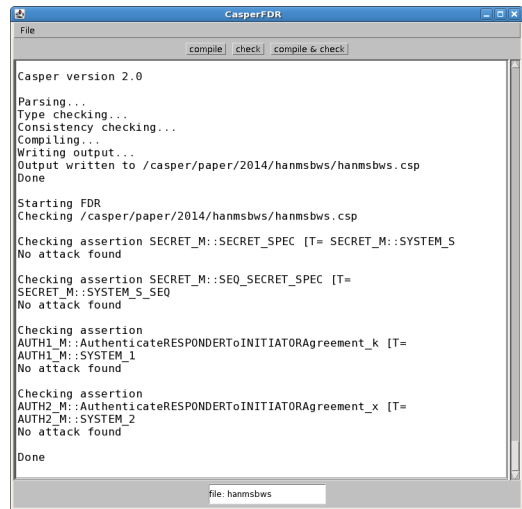 CasperFDR
File
compile check compile & check
Casper version 2.0
Parsing...
Type checking...
Consistency checking...
Compiling...
Writing output...
Output written to /casper/paper/2014/hanmsbws/hanmsbws.csp
Done
Starting FDR
Checking /casper/paper/2014/hanmsbws/hanmsbws.csp
Checking assertion SECRET_M::SECRET_SPEC [T= SECRET_M::SYSTEM_S
No attack found
Checking assertion SECRET_M::SEQ_SECRET_SPEC [T=
SECRET_M::SYSTEM_S_SEQ
No attack found
Checking assertion
AUTH1_M::AuthenticateRESPONDERToINITIATORAgreement_k [T=
AUTH1_M::SYSTEM_1
No attack found
Checking assertion
AUTH2_M::AuthenticateRESPONDERToINITIATORAgreement_x [T=
AUTH2_M::SYSTEM_2
No attack found
Done
file: hanmsbws